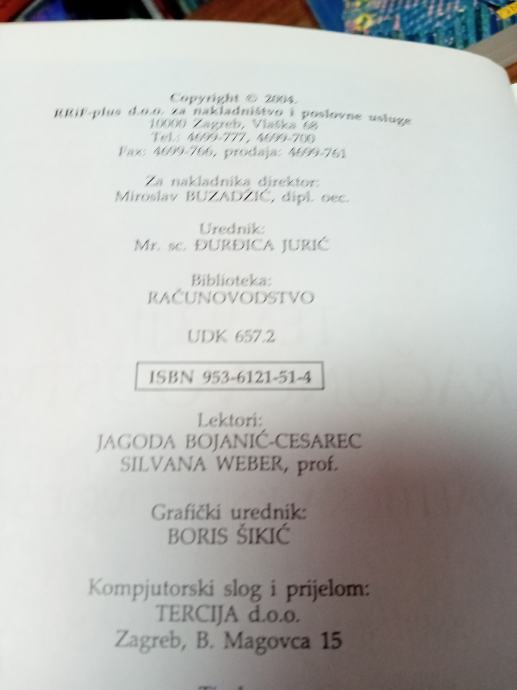 Copyright © 2004.
RRiF-plus d.o.o. za nakladništvo i poslovne usluge
10000 Zagreb, Vlaška 68
Tel.: 4699-777, 4699-700
Fax: 4699-766, prodaja: 4699-761
Za nakladnika direktor:
Miroslav BUZADŽIĆ, dipl. oec.
Urednik:
Mr. sc. ĐURĐICA JURIĆ
Biblioteka:
RAČUNOVODSTVO
UDK 657.2
ISBN 953-6121-51-4
Lektori:
JAGODA BOJANIĆ-CESAREC
SILVANA WEBER, prof.
Grafički urednik:
BORIS ŠIKIĆ
Kompjutorski slog i prijelom:
TERCIJA d.o.o.
Zagreb, B. Magovca 15